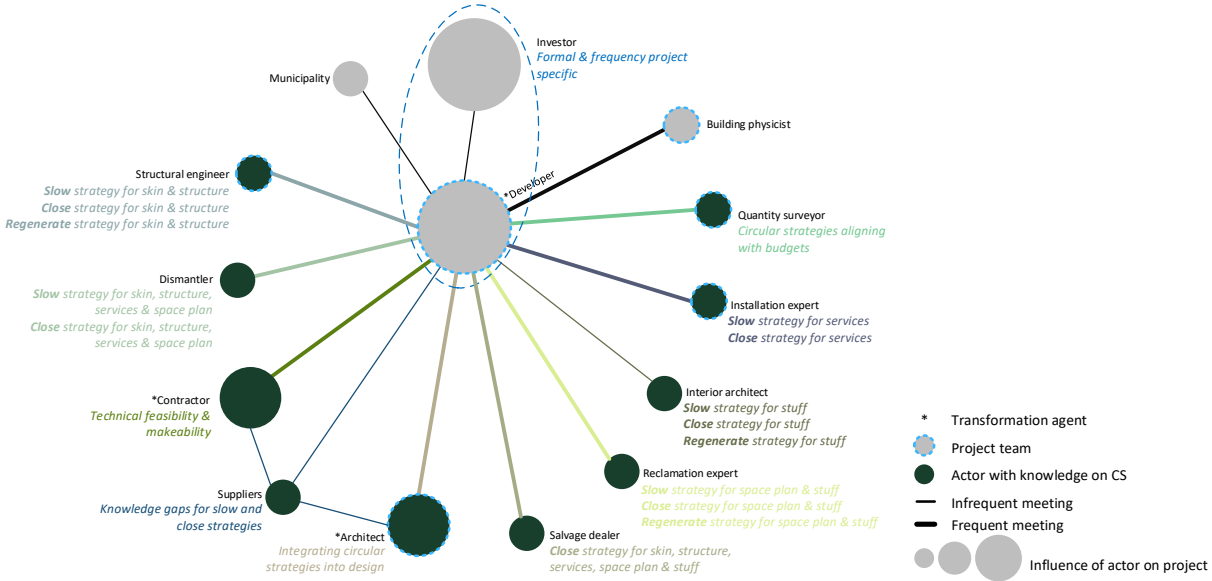 Investor
Formal & frequency project
specific
Municipality
Building physicist
*Developer
Structural engineer
Slow strategy for skin & structure
Close strategy for skin & structure
Regenerate strategy for skin & structure
Quantity surveyor
Circular strategies aligning
with budgets
Dismantler
Slow strategy for skin, structure,
services & space plan
Close strategy for skin, structure,
services & space plan
Installation expert
Slow strategy for services
Close strategy for services
*Contractor
Technical feasibility &
makeability
Interior architect
Slow strategy for stuff
Close strategy for stuff
Regenerate strategy for stuff
Suppliers
Knowledge gaps for slow and
close strategies
Reclamation expert
Slow strategy for space plan & stuff
Close strategy for space plan & stuff
Regenerate strategy for space plan & stuff
*Architect
Integrating circular
strategies into design
Salvage dealer
Close strategy for skin, structure,
services, space plan & stuff
* Transformation agent
Project team
Actor with knowledge on CS
Infrequent meeting
Frequent meeting
Influence of actor on project